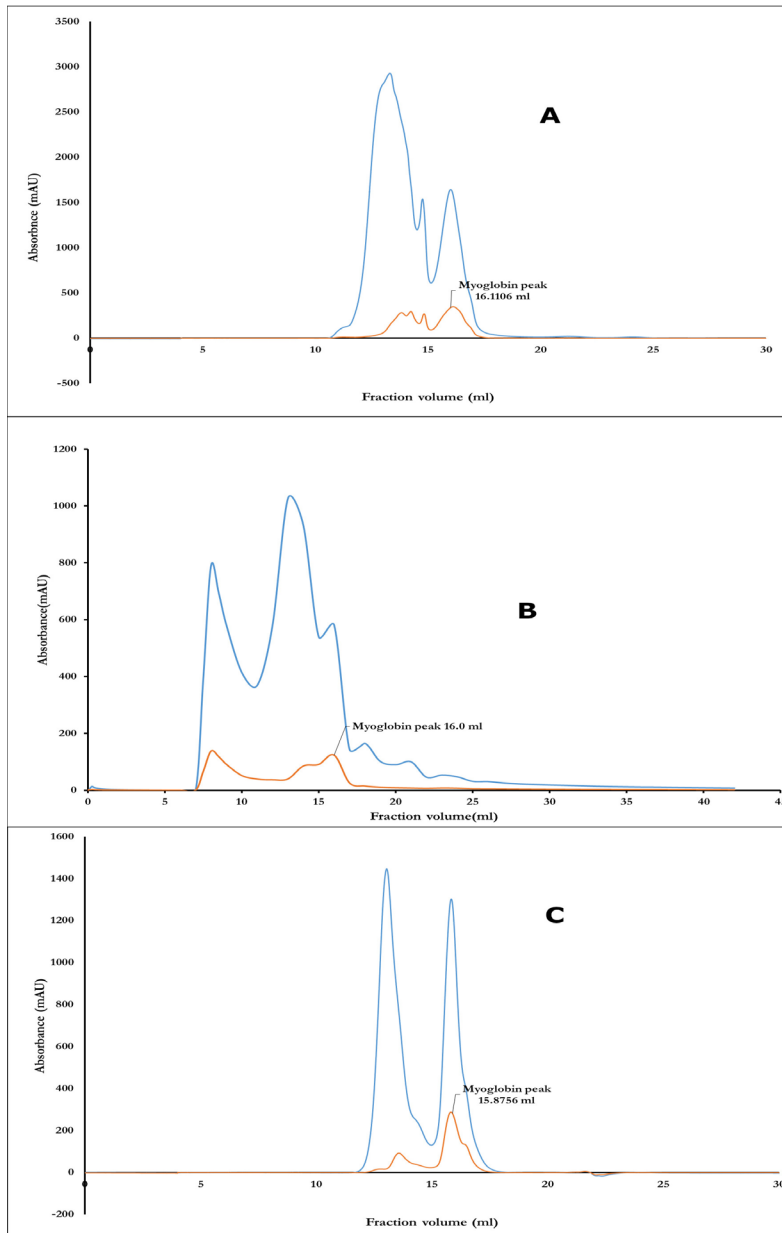 3500
3000
2500
2000
1500
1000
500
0
-500
Absorbnce (mAU)
A
Myoglobin peak
16.1106 ml
0 5 10 15 20 25 30
Fraction volume (ml)
1200
1000
800
600
400
200
0
Absorbance(mAU)
B
Myoglobin peak 16.0 ml
0 5 10 15 20 25 30 35 40 4.
Fraction volume(ml)
1600
1400
1200
1000
800
600
400
200
0
-200
Absorbance (mAU)
C
Myoglobin peak
15.8756 ml
0 5 10 15 20 25 30
Fraction volume (ml)